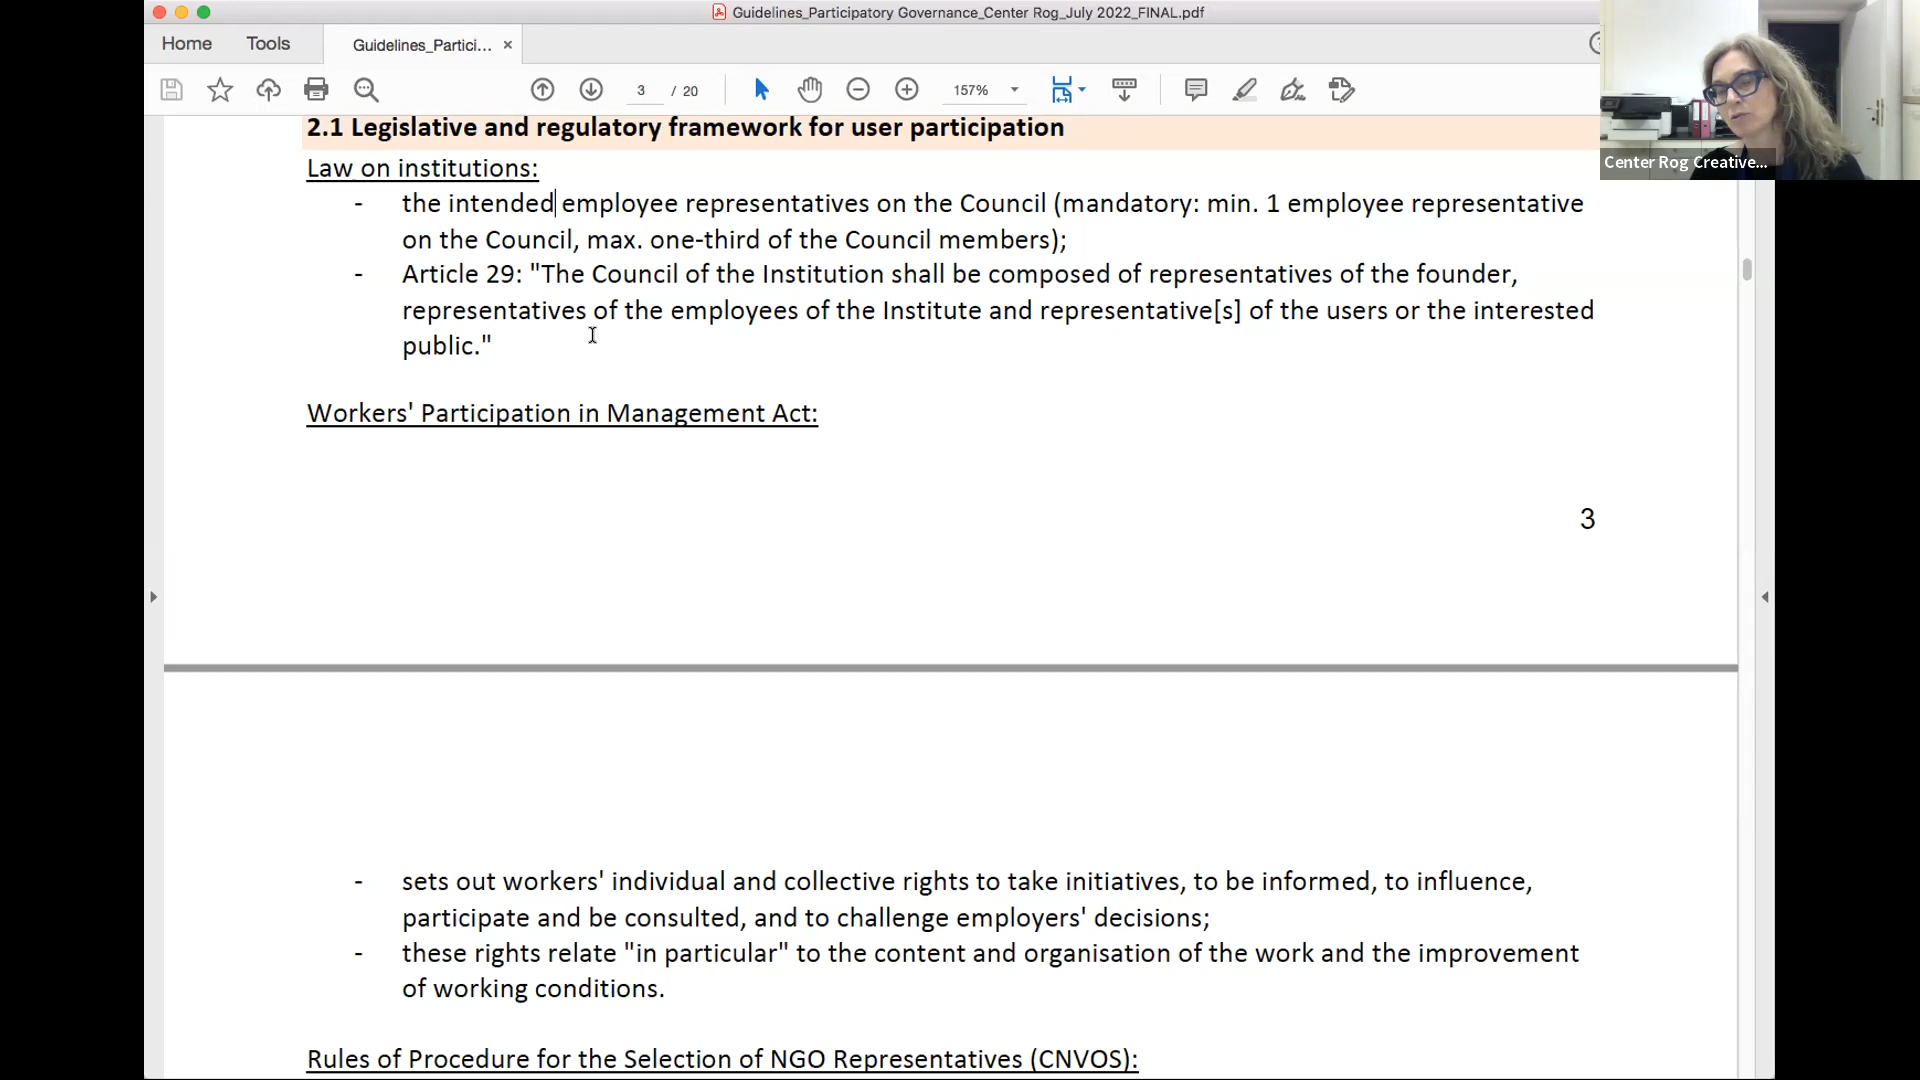 Guidelines_Participatory Governance_Center Rog_July 2022_FINAL.pdf
Home Tools Guidelines_Partici... ×
3 / 20 157%
Center Rog Creative...
2.1 Legislative and regulatory framework for user participation
Law on institutions:
- the intended employee representatives on the Council (mandatory: min. 1 employee representative
on the Council, max. one-third of the Council members);
- Article 29: "The Council of the Institution shall be composed of representatives of the founder,
representatives of the employees of the Institute and representative[s] of the users or the interested
public."
Workers' Participation in Management Act:
3
- sets out workers' individual and collective rights to take initiatives, to be informed, to influence,
participate and be consulted, and to challenge employers' decisions;
- these rights relate "in particular" to the content and organisation of the work and the improvement
of working conditions.
Rules of Procedure for the Selection of NGO Representatives (CNVOS):